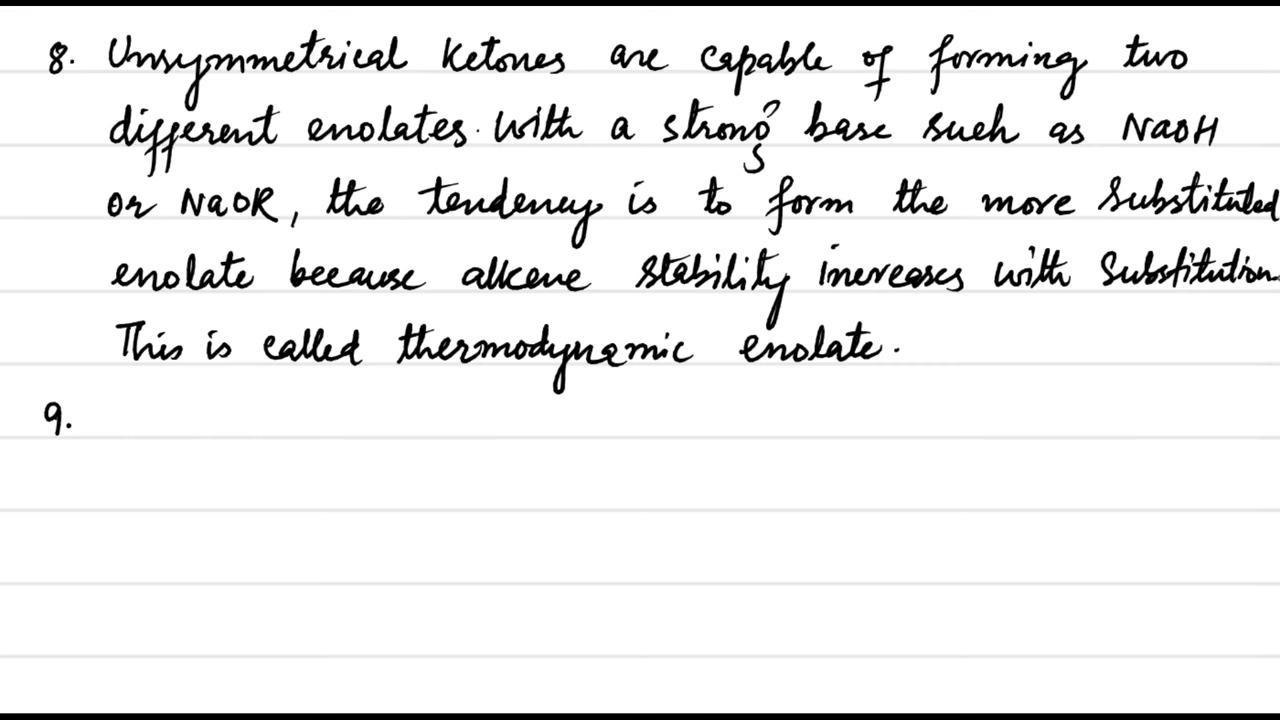 8. Unsymmetrical Ketones are capable of forming two
different enolates. With a strong base such as NaOH
or NaOR, the tendency is to form the more substituted
enolate because alkene stability increases with substitution.
This is called thermodynamic enolate.
9.